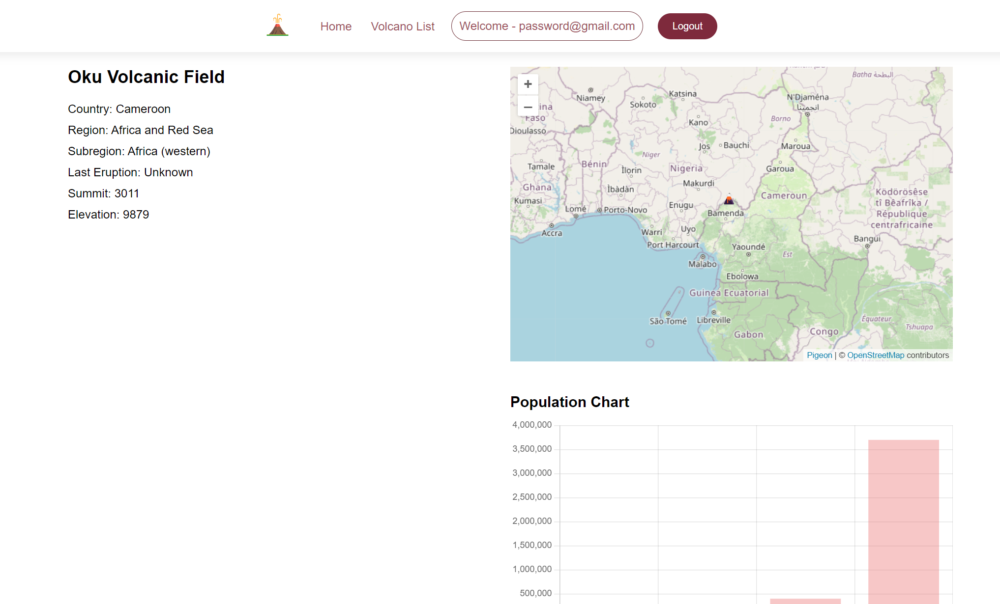 Home
Volcano List
Welcome - password@gmail.com
Logout
Oku Volcanic Field
Country: Cameroon
Region: Africa and Red Sea
Subregion: Africa (western)
Last Eruption: Unknown
Summit: 3011
Elevation: 9879
+
−
Batha البطحة
Niamey
Katsina
Sokoto
N'Djaména
انجمينا
ina
Faso
Kano
Borno
Dioulasso
Jos
Bauchi
Maroua
Niger
Tamale
Bénin
Ìlorin
Nigeria
Garoua
Makurdi
Ghana
Ìbàdàn
Cameroun
Ködörösêse
tî Bêafrîka /
République
centrafricaine
Kumasi
Lomé
Porto-Novo
Enugu
Bamenda
Accra
Warri
Uyo
Port Harcourt
Bangui
Yaoundé
Est
Malabo
Ebolowa
Guinea Ecuatorial
São Tomé
Libreville
Équateur
Tshuapa
Gabon
Congo
Pigeon | © OpenStreetMap contributors
Population Chart
4,000,000
3,500,000
3,000,000
2,500,000
2,000,000
1,500,000
1,000,000
500,000